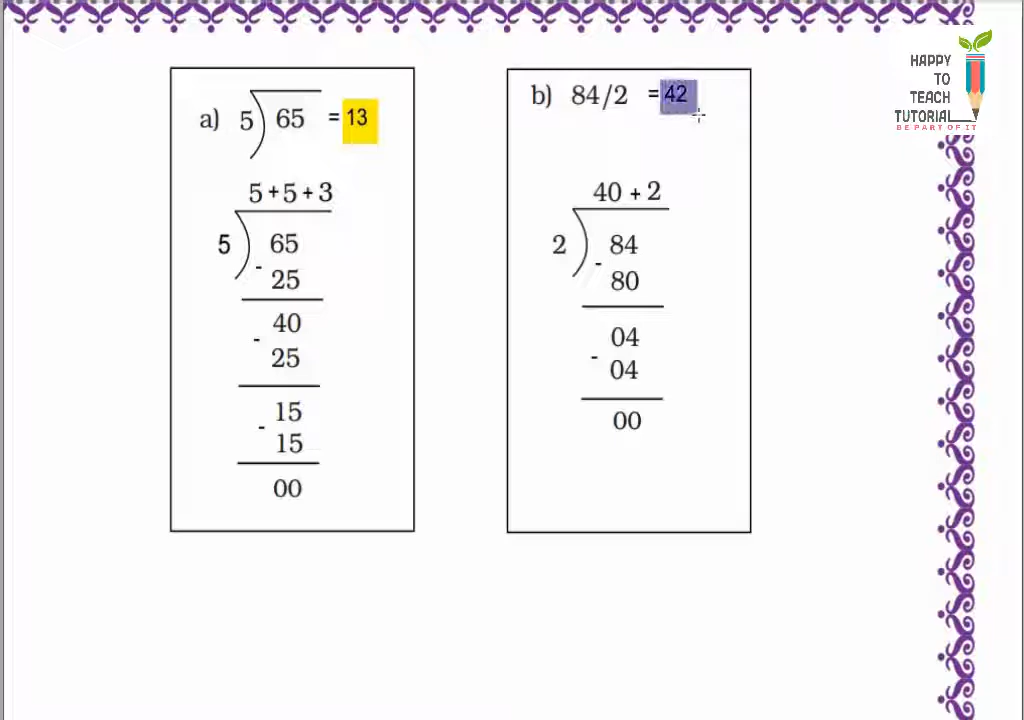 a) 5 65 = 13
5 + 5 + 3
5 65
- 25
- 40
25
- 15
15
00
b) 84/2 = 42
40 + 2
2 84
- 80
- 04
04
00
HAPPY
TO
TEACH
TUTORIAL
BE PART OF IT